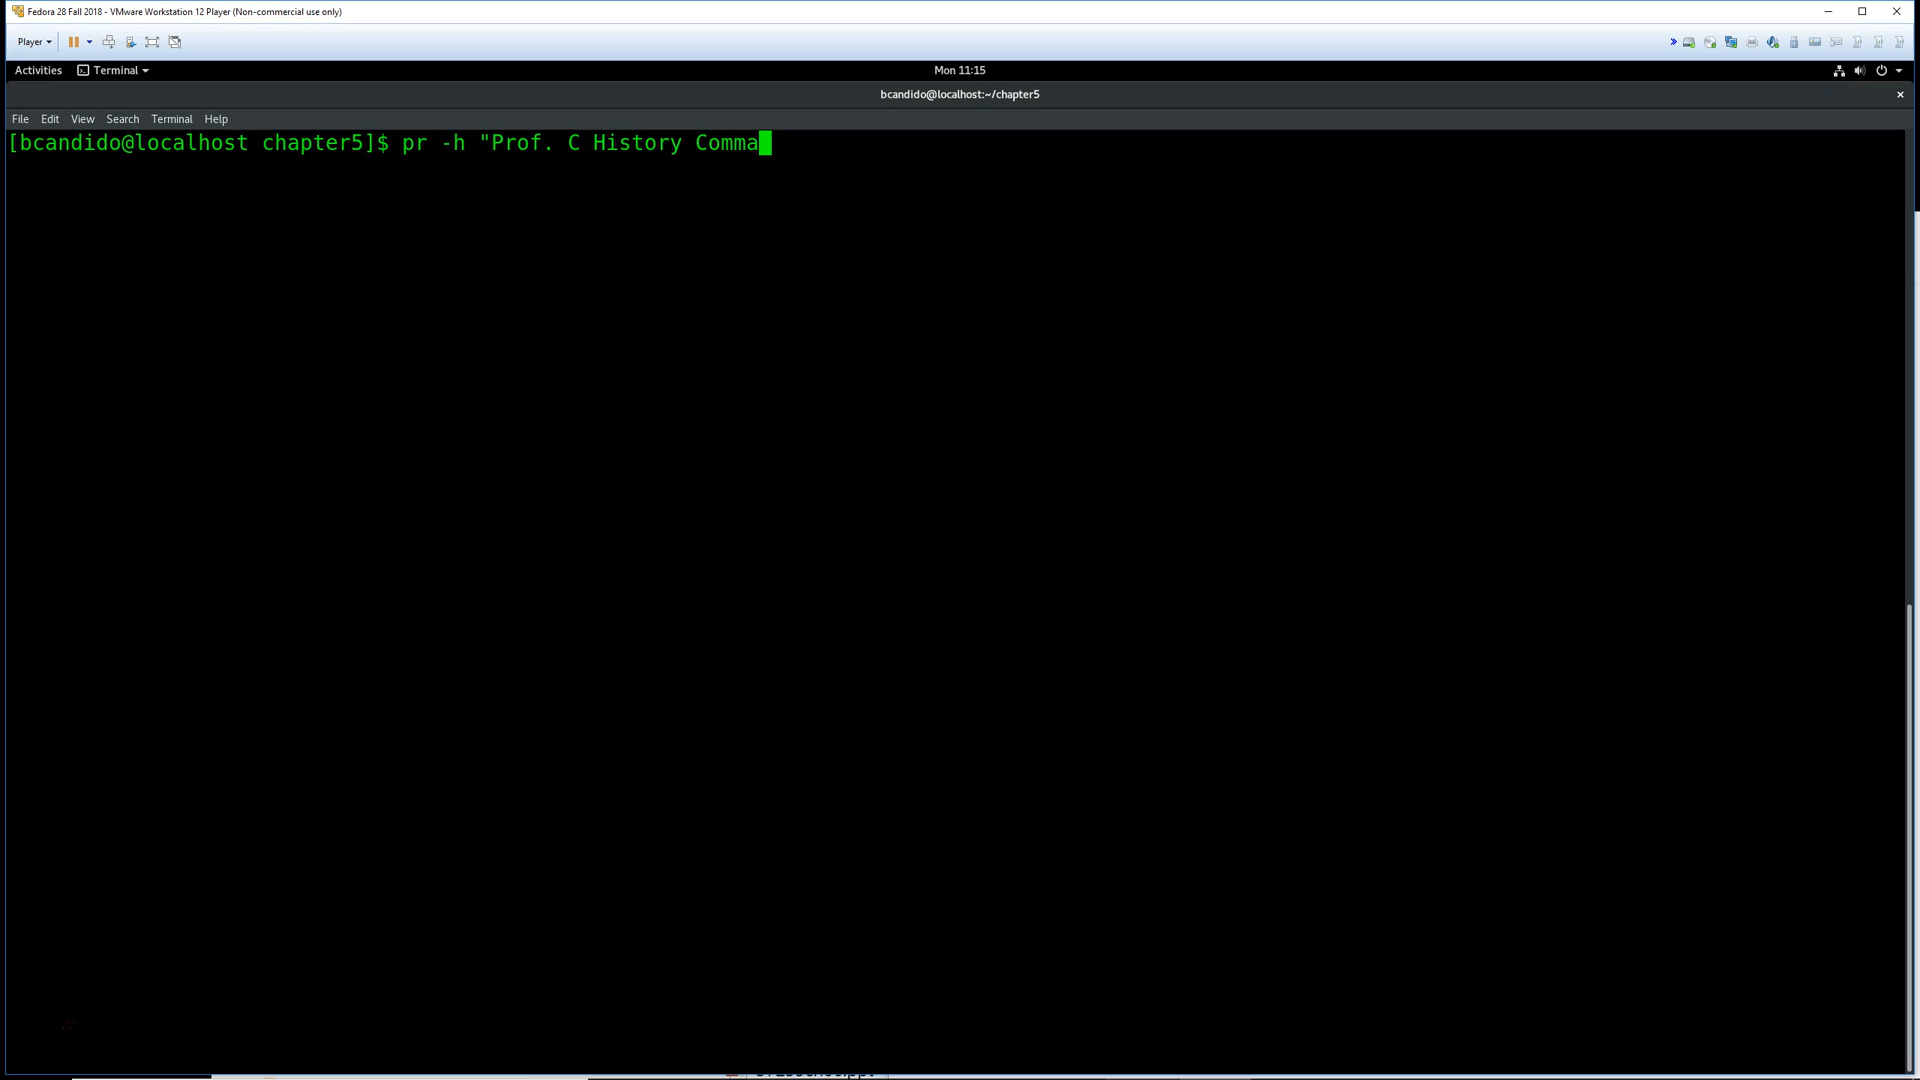 Fedora 28 Fall 2018 - VMware Workstation 12 Player (Non-commercial use only)
Player
Activities Terminal Mon 11:15
bcandido@localhost:~/chapter5
File Edit View Search Terminal Help
[bcandido@localhost chapter5]$ pr -h "Prof. C History Comma